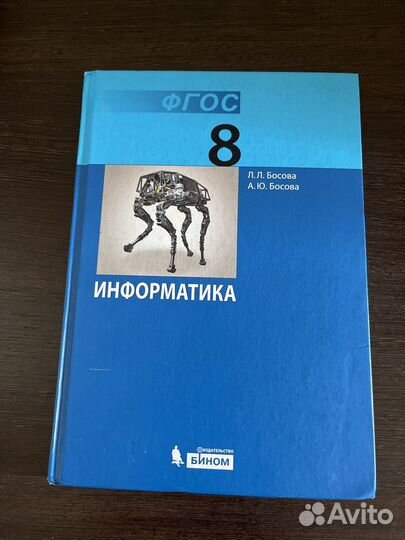 ФГОС
8
Л. Л. Босова
А. Ю. Босова
ИНФОРМАТИКА
ИЗДАТЕЛЬСТВО
БИНОМ
Avito